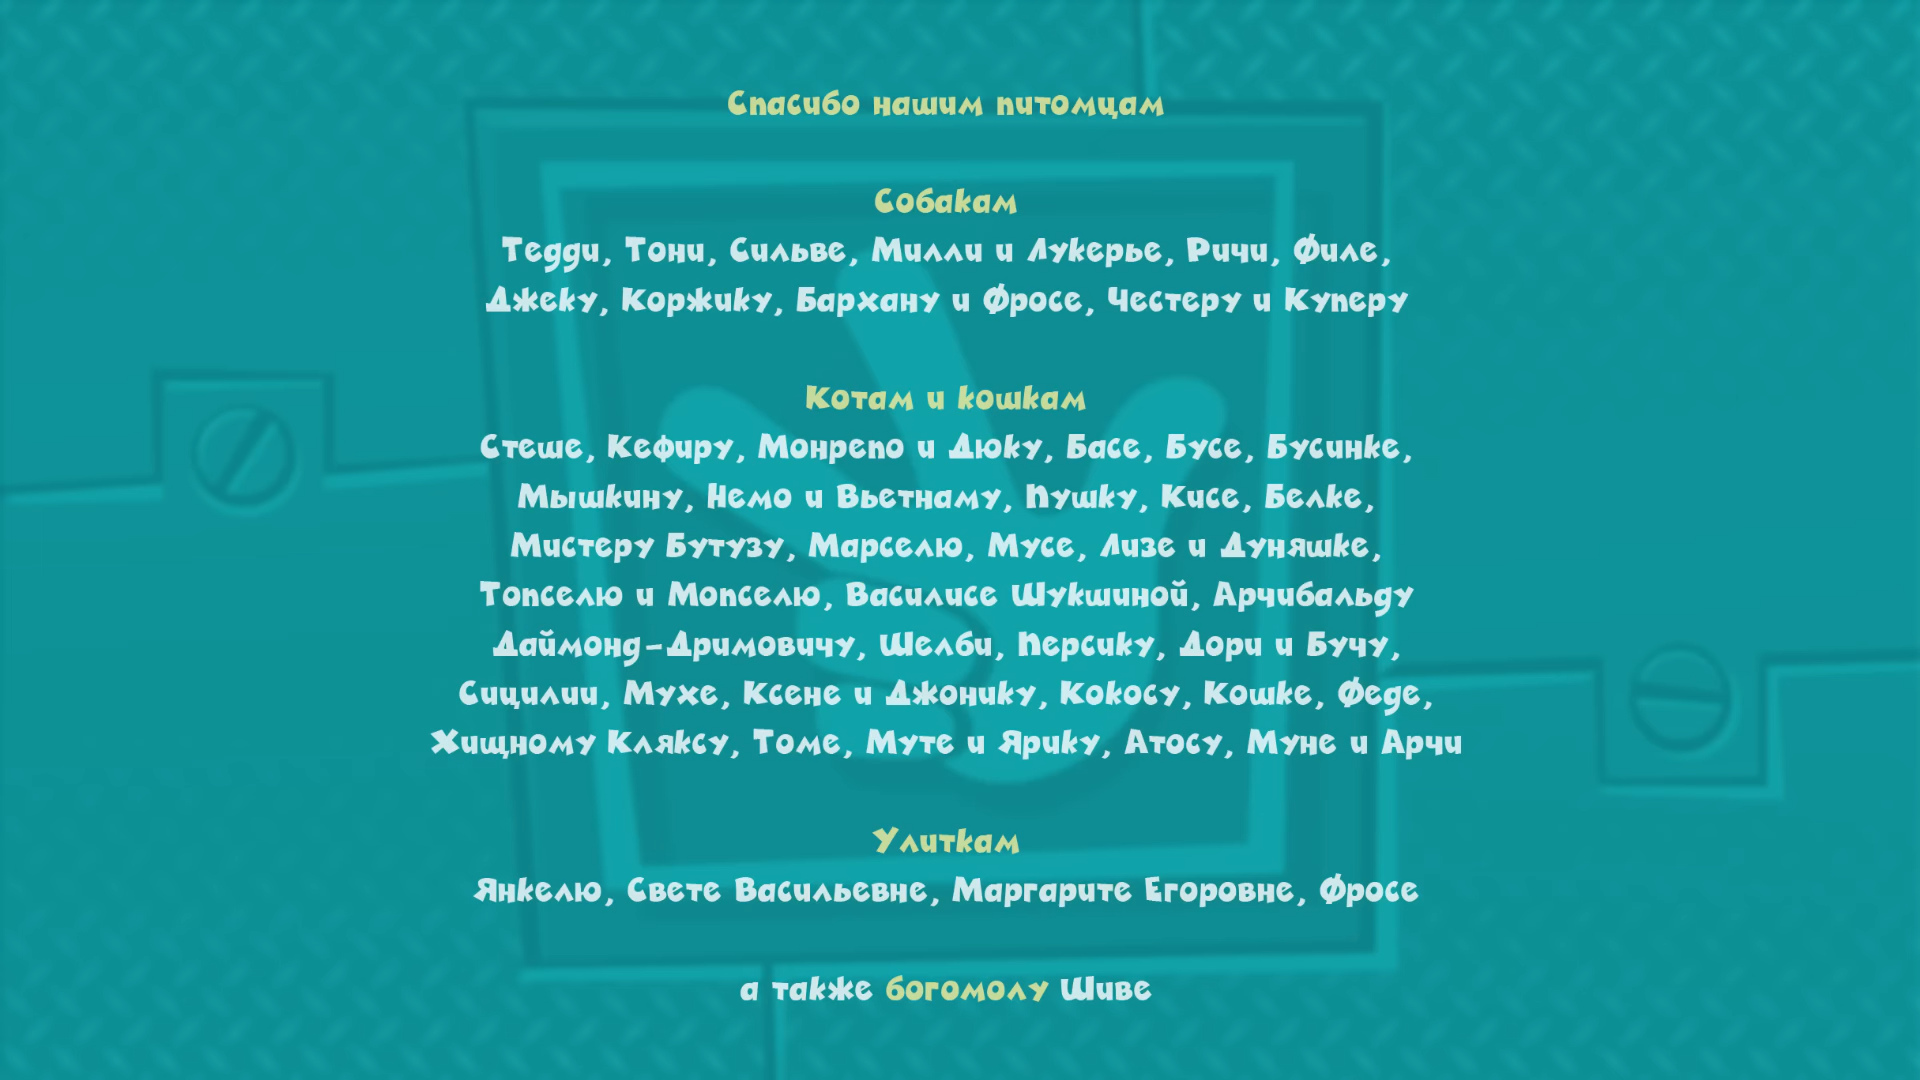 Спасибо нашим питомцам
Собакам
Тедди, Тони, Сильве, Милли и Лукерье, Ричи, Филе,
Джеку, Коржику, Бархану и Фросе, Честеру и Куперу
Котам и кошкам
Стеше, Кефиру, Монрепо и Дюку, Басе, Бусе, Бусинке,
Мышкину, Немо и Вьетнаму, Пушку, Кисе, Белке,
Мистеру Бутузу, Марселю, Мусе, Лизе и Дуняшке,
Топселю и Мопселю, Василисе Шукшиной, Арчибальду
Даймонд-Дримовичу, Шелби, Персику, Дори и Бучу,
Сицилии, Мухе, Ксене и Джонику, Кокосу, Кошке, Феде,
Хищному Кляксу, Томе, Муте и Ярику, Атосу, Муне и Арчи
Улиткам
Янкелю, Свете Васильевне, Маргарите Егоровне, Фросе
а также богомолу Шиве